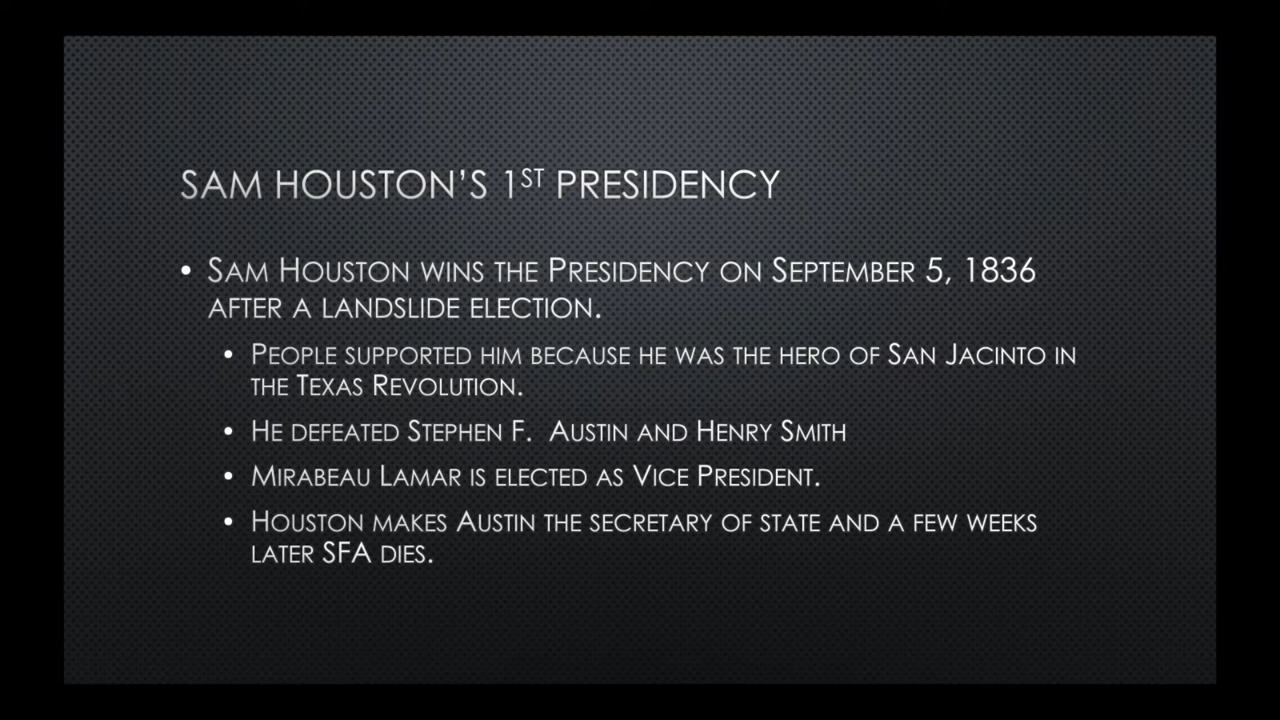 SAM HOUSTON'S 1ST PRESIDENCY
• SAM HOUSTON WINS THE PRESIDENCY ON SEPTEMBER 5, 1836
AFTER A LANDSLIDE ELECTION.
• PEOPLE SUPPORTED HIM BECAUSE HE WAS THE HERO OF SAN JACINTO IN
THE TEXAS REVOLUTION.
• HE DEFEATED STEPHEN F.  AUSTIN AND HENRY SMITH
• MIRABEAU LAMAR IS ELECTED AS VICE PRESIDENT.
• HOUSTON MAKES AUSTIN THE SECRETARY OF STATE AND A FEW WEEKS
LATER SFA DIES.